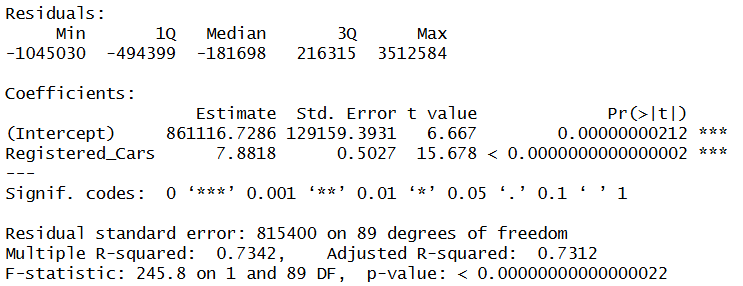 Residuals:
Min 1Q Median 3Q Max
-1045030 -494399 -181698 216315 3512584
Coefficients:
Estimate Std. Error t value Pr(>|t|)
(Intercept) 861116.7286 129159.3931 6.667 0.00000000212 ***
Registered_Cars 7.8818 0.5027 15.678 < 0.0000000000000002 ***
---
Signif. codes: 0 ‘***’ 0.001 ‘**’ 0.01 ‘*’ 0.05 ‘.’ 0.1 ‘ ’ 1
Residual standard error: 815400 on 89 degrees of freedom
Multiple R-squared: 0.7342, Adjusted R-squared: 0.7312
F-statistic: 245.8 on 1 and 89 DF, p-value: < 0.00000000000000022